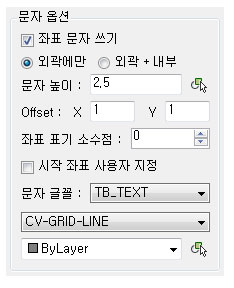 문자 옵션
좌표 문자 쓰기
외곽에만 외곽 + 내부
문자 높이 : 2,5
Offset : X 1 Y 1
좌표 표기 소수점 : 0
시작 좌표 사용자 지정
문자 글꼴 : TB_TEXT
CV-GRID-LINE
ByLayer